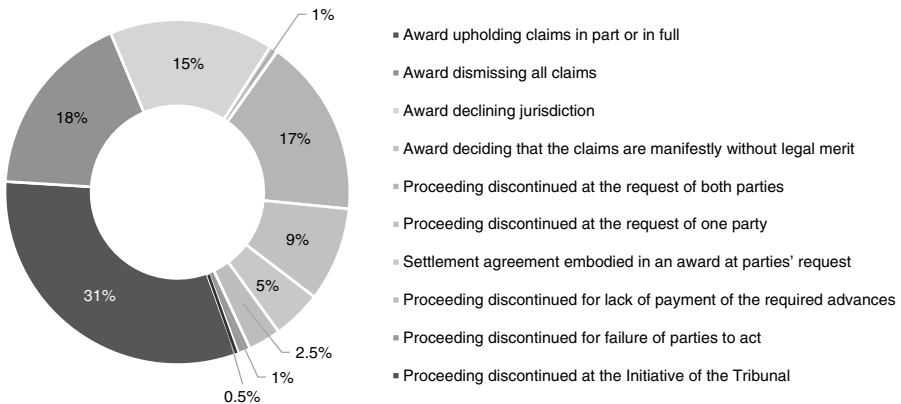 1%
15%
18%
17%
9%
31%
5%
2.5%
1%
0.5%
Award upholding claims in part or in full
Award dismissing all claims
Award declining jurisdiction
Award deciding that the claims are manifestly without legal merit
Proceeding discontinued at the request of both parties
Proceeding discontinued at the request of one party
Settlement agreement embodied in an award at parties’ request
Proceeding discontinued for lack of payment of the required advances
Proceeding discontinued for failure of parties to act
Proceeding discontinued at the Initiative of the Tribunal